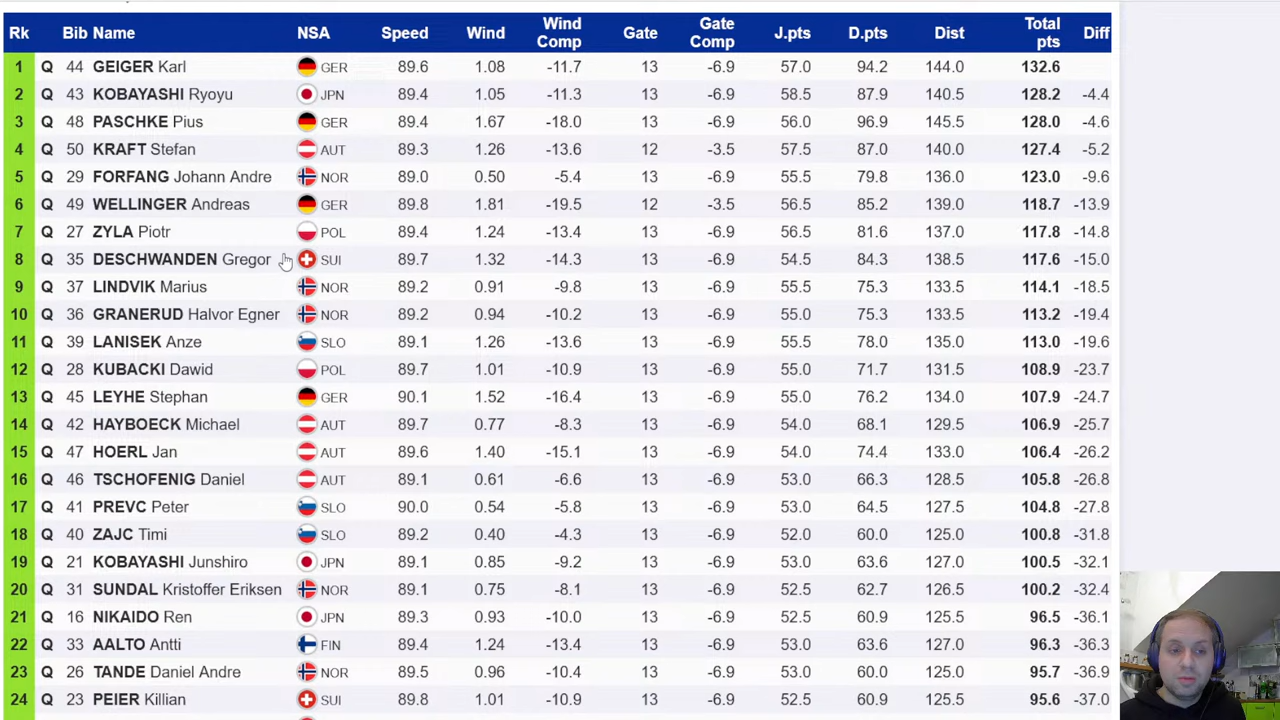 Rk Bib Name NSA Speed Wind Wind Comp Gate Gate Comp J.pts D.pts Dist Total pts Diff
1 Q 44 GEIGER Karl GER 89.6 1.08 -11.7 13 -6.9 57.0 94.2 144.0 132.6
2 Q 43 KOBAYASHI Ryoyu JPN 89.4 1.05 -11.3 13 -6.9 58.5 87.9 140.5 128.2 -4.4
3 Q 48 PASCHKE Pius GER 89.4 1.67 -18.0 13 -6.9 56.0 96.9 145.5 128.0 -4.6
4 Q 50 KRAFT Stefan AUT 89.3 1.26 -13.6 12 -3.5 57.5 87.0 140.0 127.4 -5.2
5 Q 29 FORFANG Johann Andre NOR 89.0 0.50 -5.4 13 -6.9 55.5 79.8 136.0 123.0 -9.6
6 Q 49 WELLINGER Andreas GER 89.8 1.81 -19.5 12 -3.5 56.5 85.2 139.0 118.7 -13.9
7 Q 27 ZYLA Piotr POL 89.4 1.24 -13.4 13 -6.9 56.5 81.6 137.0 117.8 -14.8
8 Q 35 DESCHWANDEN Gregor SUI 89.7 1.32 -14.3 13 -6.9 54.5 84.3 138.5 117.6 -15.0
9 Q 37 LINDVIK Marius NOR 89.2 0.91 -9.8 13 -6.9 55.5 75.3 133.5 114.1 -18.5
10 Q 36 GRANERUD Halvor Egner NOR 89.2 0.94 -10.2 13 -6.9 55.0 75.3 133.5 113.2 -19.4
11 Q 39 LANISEK Anze SLO 89.1 1.26 -13.6 13 -6.9 55.5 78.0 135.0 113.0 -19.6
12 Q 28 KUBACKI Dawid POL 89.7 1.01 -10.9 13 -6.9 55.0 71.7 131.5 108.9 -23.7
13 Q 45 LEYHE Stephan GER 90.1 1.52 -16.4 13 -6.9 55.0 76.2 134.0 107.9 -24.7
14 Q 42 HAYBOECK Michael AUT 89.7 0.77 -8.3 13 -6.9 54.0 68.1 129.5 106.9 -25.7
15 Q 47 HOERL Jan AUT 89.6 1.40 -15.1 13 -6.9 54.0 74.4 133.0 106.4 -26.2
16 Q 46 TSCHOFENIG Daniel AUT 89.1 0.61 -6.6 13 -6.9 53.0 66.3 128.5 105.8 -26.8
17 Q 41 PREVC Peter SLO 90.0 0.54 -5.8 13 -6.9 53.0 64.5 127.5 104.8 -27.8
18 Q 40 ZAJC Timi SLO 89.2 0.40 -4.3 13 -6.9 52.0 60.0 125.0 100.8 -31.8
19 Q 21 KOBAYASHI Junshiro JPN 89.1 0.85 -9.2 13 -6.9 53.0 63.6 127.0 100.5 -32.1
20 Q 31 SUNDAL Kristoffer Eriksen NOR 89.1 0.75 -8.1 13 -6.9 52.5 62.7 126.5 100.2 -32.4
21 Q 16 NIKAIDO Ren JPN 89.3 0.93 -10.0 13 -6.9 52.5 60.9 125.5 96.5 -36.1
22 Q 33 AALTO Antti FIN 89.4 1.24 -13.4 13 -6.9 53.0 63.6 127.0 96.3 -36.3
23 Q 26 TANDE Daniel Andre NOR 89.5 0.96 -10.4 13 -6.9 53.0 60.0 125.0 95.7 -36.9
24 Q 23 PEIER Killian SUI 89.8 1.01 -10.9 13 -6.9 52.5 60.9 125.5 95.6 -37.0